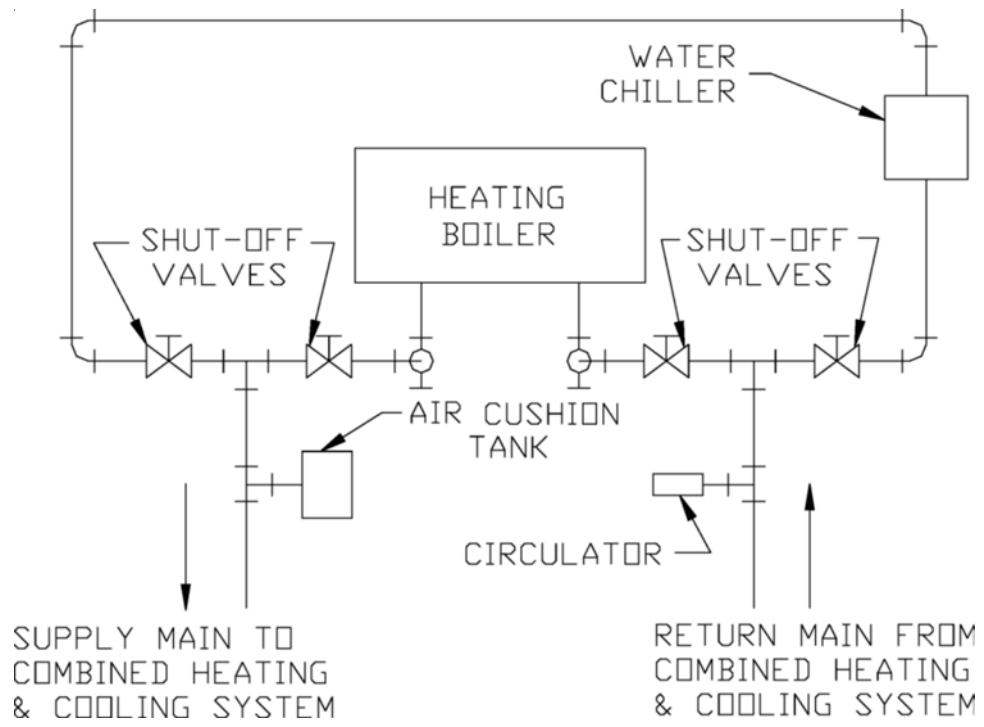 WATER
CHILLER
HEATING
BOILER
SHUT-OFF
VALVES
SHUT-OFF
VALVES
AIR CUSHION
TANK
CIRCULATOR
SUPPLY MAIN TO
COMBINED HEATING
& COOLING SYSTEM
RETURN MAIN FROM
COMBINED HEATING
& COOLING SYSTEM